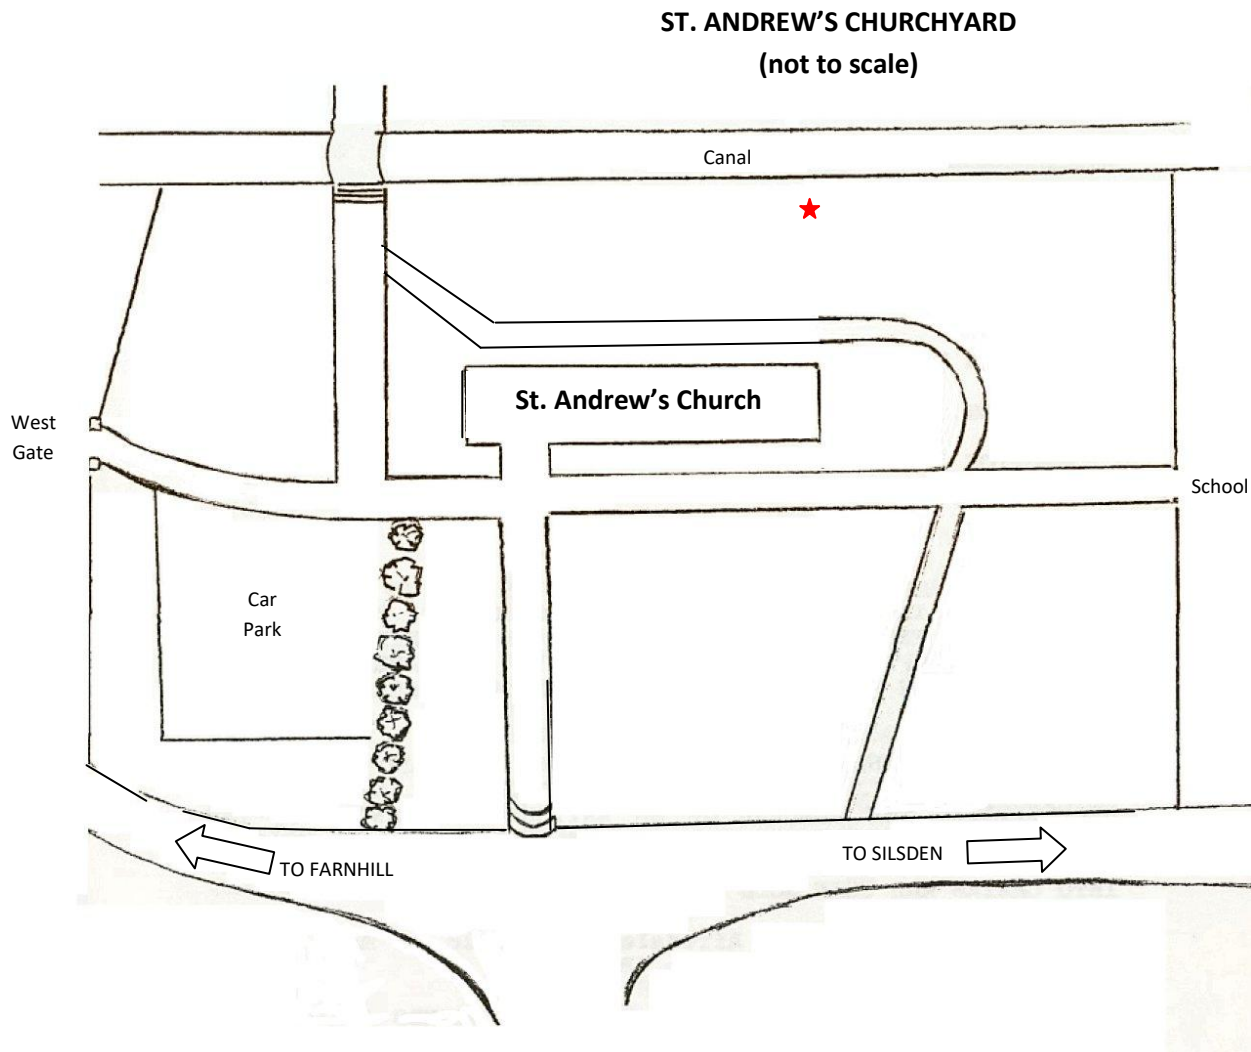 ST. ANDREW’S CHURCHYARD
(not to scale)
Canal
St. Andrew’s Church
West
Gate
School
Car
Park
TO SILSDEN
TO FARNHILL